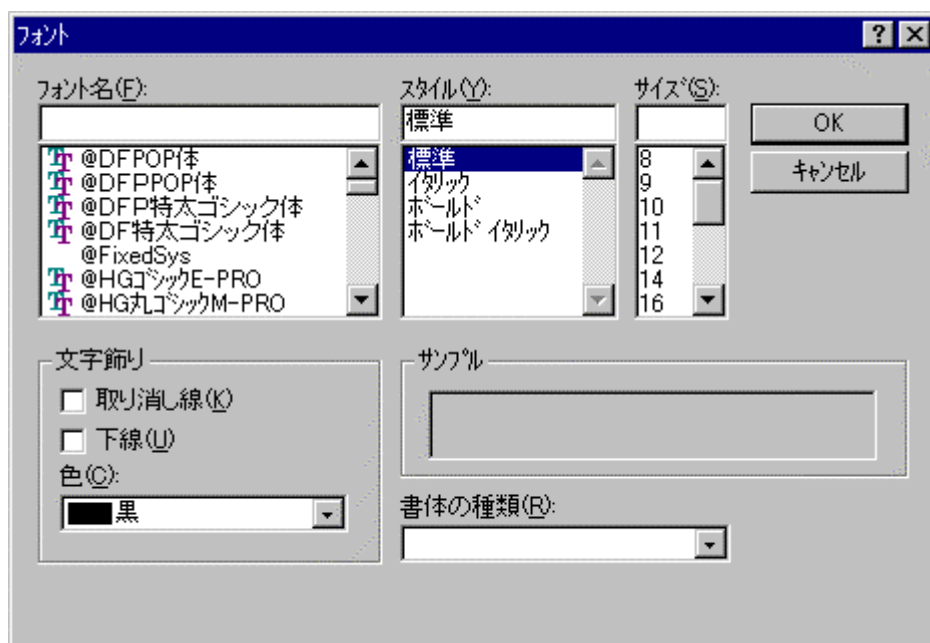 フォント
フォント名(F):
@DFPOP体
@DFPPOP体
@DFP特太ゴシック体
@DF特太ゴシック体
@FixedSys
@HGゴシックE-PRO
@HG丸ゴシックM-PRO
スタイル(Y):
標準
標準
イタリック
ボールド
ボールド イタリック
サイズ(S):
8
9
10
11
12
14
16
OK
キャンセル
文字飾り
取り消し線(K)
下線(U)
色(C):
黒
サンプル
書体の種類(R):